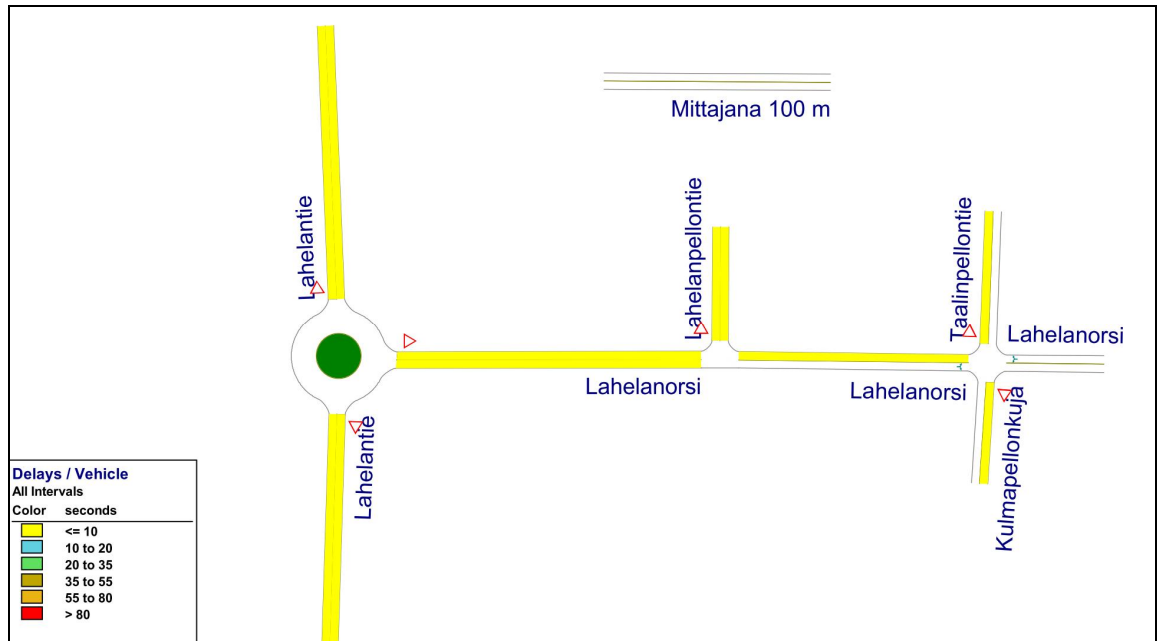 Mittajana 100 m
Lahelantie
Lahelanpellontie
Taalinpellontie
Lahelanorsi
Lahelanorsi
Lahelanorsi
Kulmapellonkuja
Lahelantie
Delays / Vehicle
All Intervals
Color seconds
<= 10
10 to 20
20 to 35
35 to 55
55 to 80
> 80